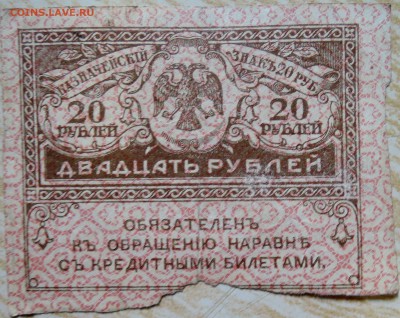 COINS.LAVE.RU
КАЗНАЧЕЙСКІЙ ЗНАКЪ 20 РУБ.
20 20
РУБЛЕЙ РУБЛЕЙ
ДВАДЦАТЬ РУБЛЕЙ
ОБЯЗАТЕЛЕНЪ
КЪ ОБРАЩЕНІЮ НАРАВНѢ
СЪ КРЕДИТНЫМИ БИЛЕТАМИ.